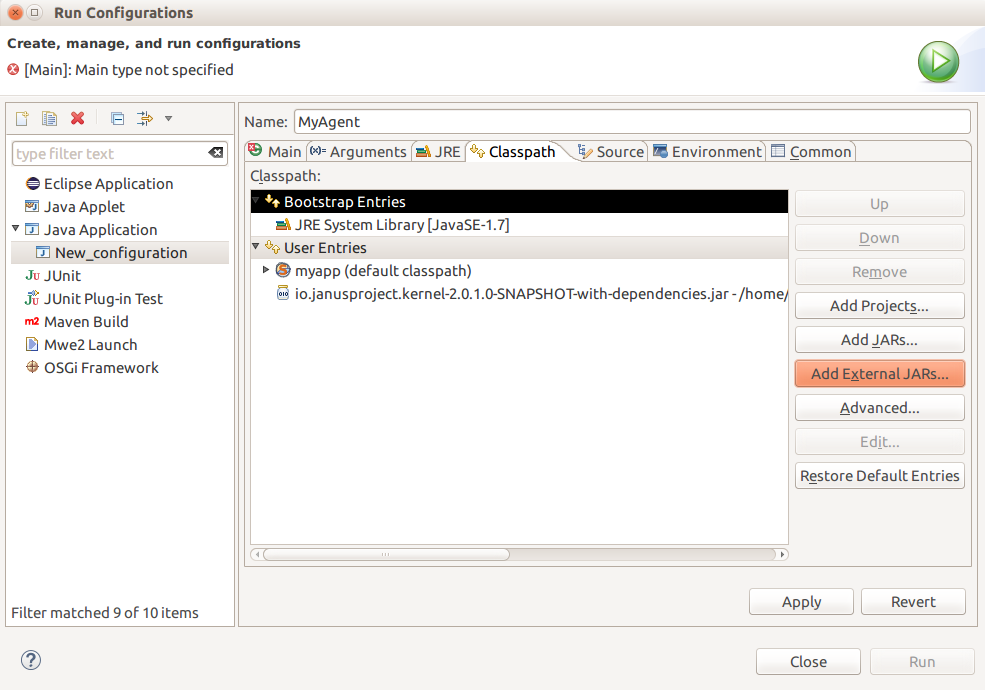 Run Configurations
Create, manage, and run configurations
[Main]: Main type not specified
type filter text
Eclipse Application
Java Applet
Java Application
New_configuration
JUnit
JUnit Plug-in Test
Maven Build
Mwe2 Launch
OSGi Framework
Filter matched 9 of 10 items
Name: MyAgent
Main (x)= Arguments JRE Classpath Source Environment Common
Classpath:
Bootstrap Entries
JRE System Library [JavaSE-1.7]
User Entries
myapp (default classpath)
io.janusproject.kernel-2.0.1.0-SNAPSHOT-with-dependencies.jar - /home/
Up
Down
Remove
Add Projects...
Add JARs...
Add External JARs...
Advanced...
Edit...
Restore Default Entries
Apply Revert
Close Run